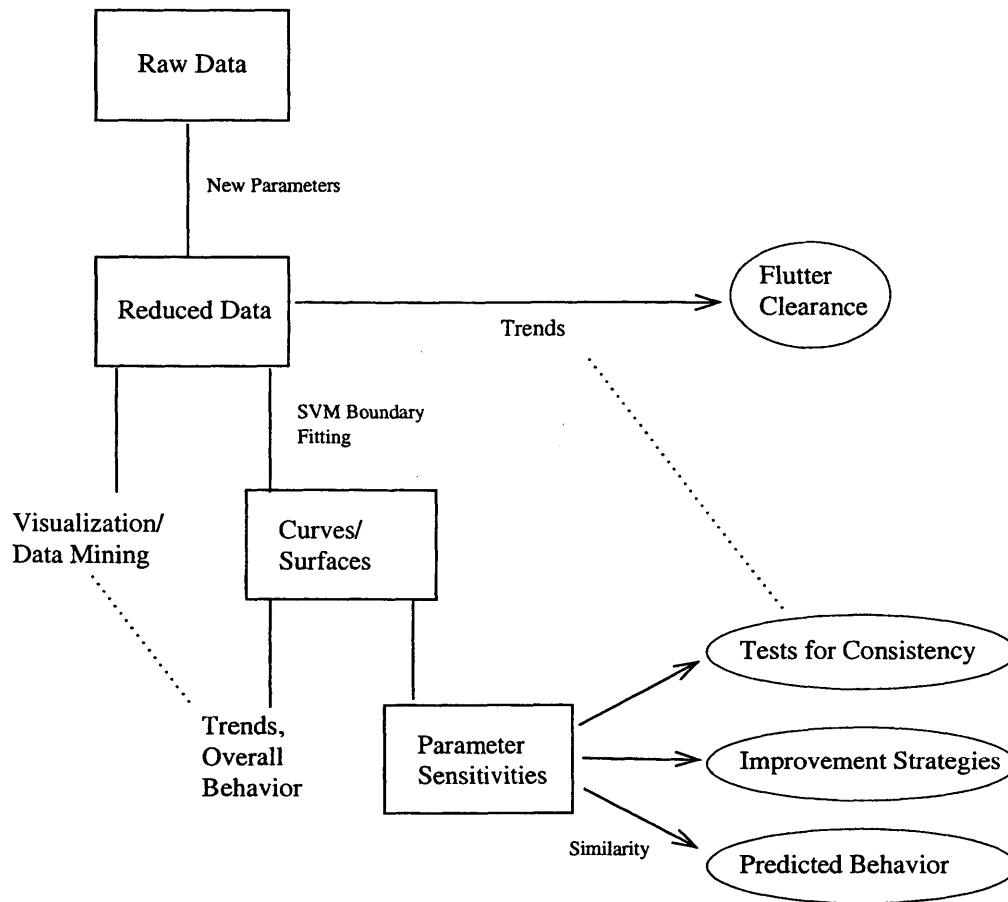 Raw Data
New Parameters
Reduced Data
Flutter
Clearance
Trends
SVM Boundary
Fitting
Visualization/
Data Mining
Curves/
Surfaces
Tests for Consistency
Trends,
Overall
Behavior
Parameter
Sensitivities
Improvement Strategies
Similarity
Predicted Behavior